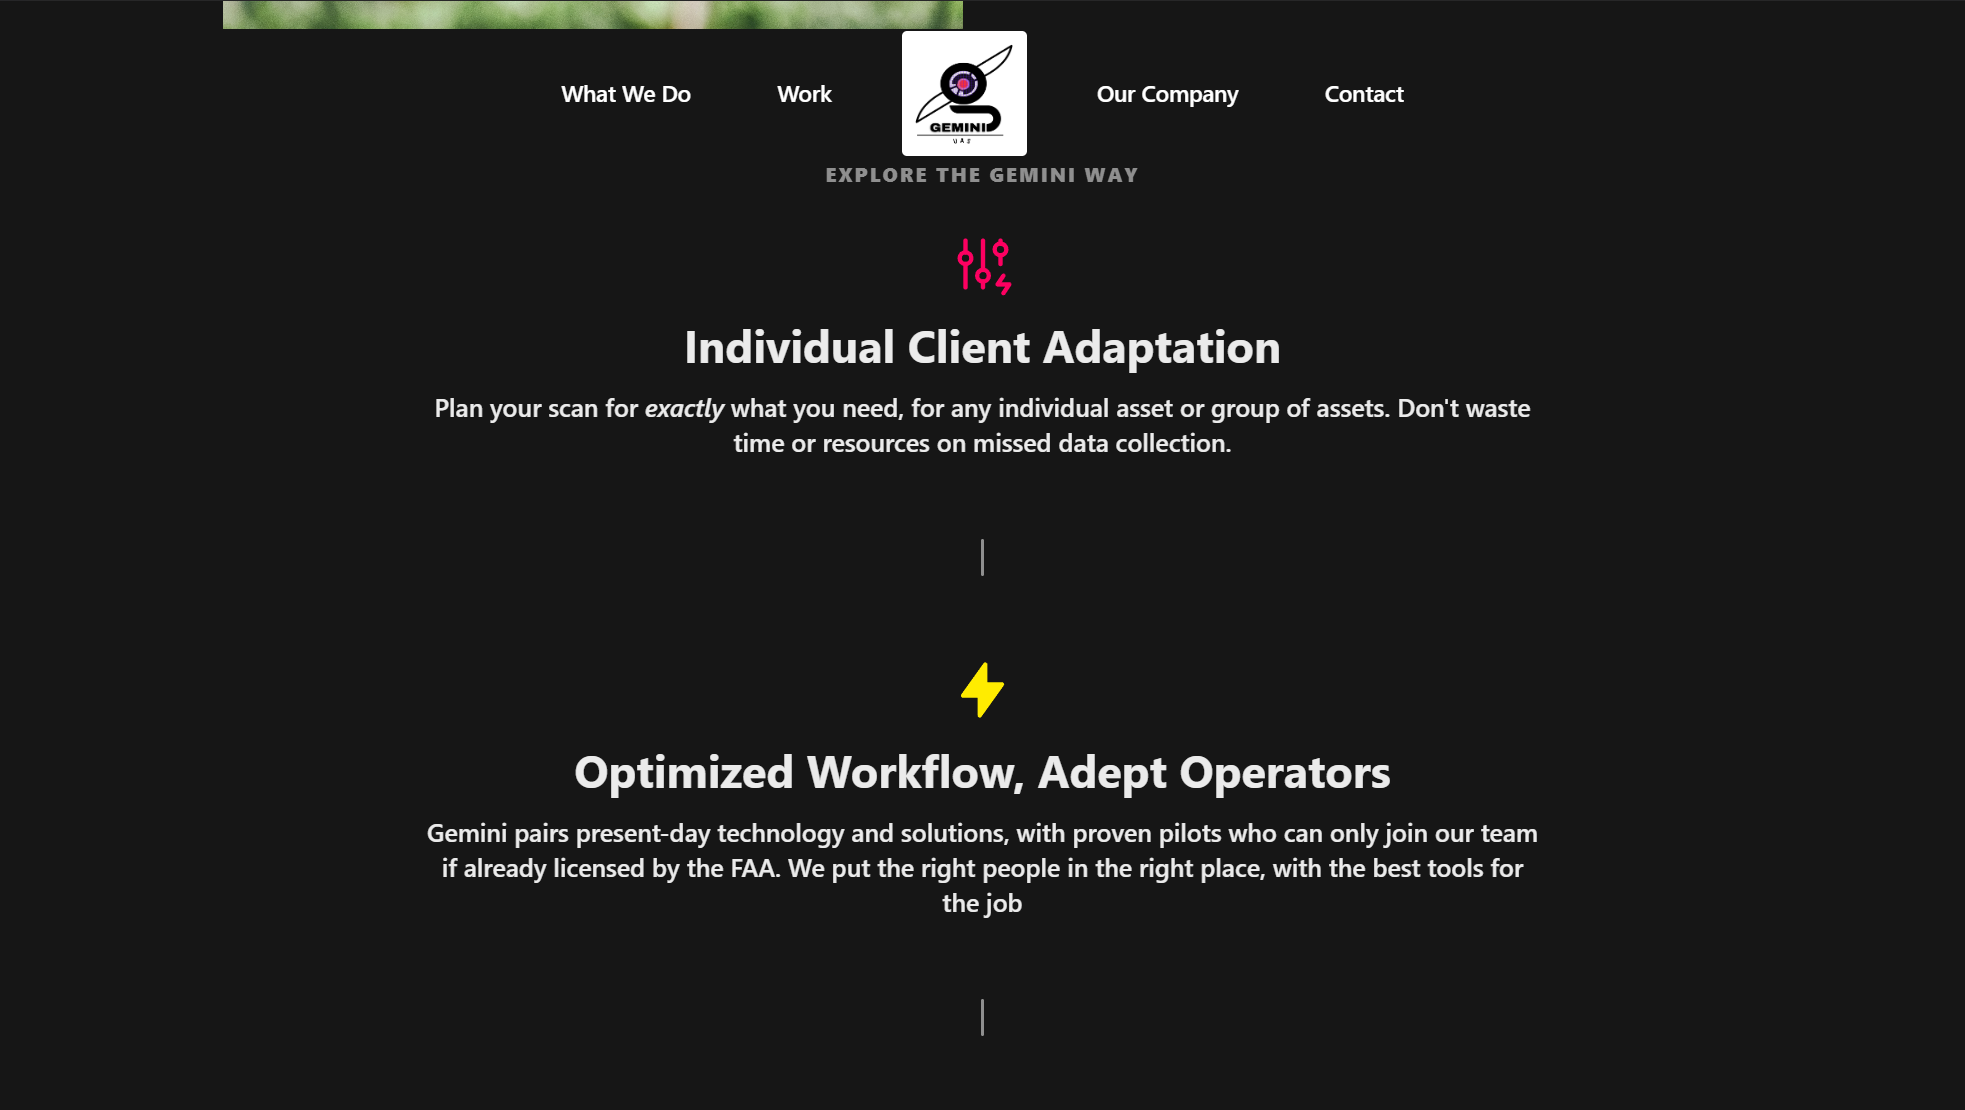 What We Do
Work
GEMINI
UAS
Our Company
Contact
EXPLORE THE GEMINI WAY
Individual Client Adaptation
Plan your scan for exactly what you need, for any individual asset or group of assets. Don't waste
time or resources on missed data collection.
Optimized Workflow, Adept Operators
Gemini pairs present-day technology and solutions, with proven pilots who can only join our team
if already licensed by the FAA. We put the right people in the right place, with the best tools for
the job